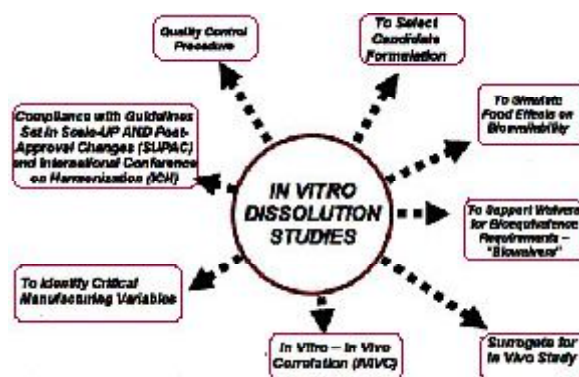 Quality Control
Procedure
To Select
Candidate
Formulation
Compliance with Guidelines
Set in Scale-UP AND Post-
Approval Changes (SUPAC)
and International Conference
on Harmonization (ICH)
To Simulate
Food Effects on
Bioavailability
IN VITRO
DISSOLUTION
STUDIES
To Support Waivers
for Bioequivalence
Requirements –
"Biowaivers"
To Identify Critical
Manufacturing Variables
In Vitro – In Vivo
Correlation (IVIVC)
Surrogate for
In Vivo Study